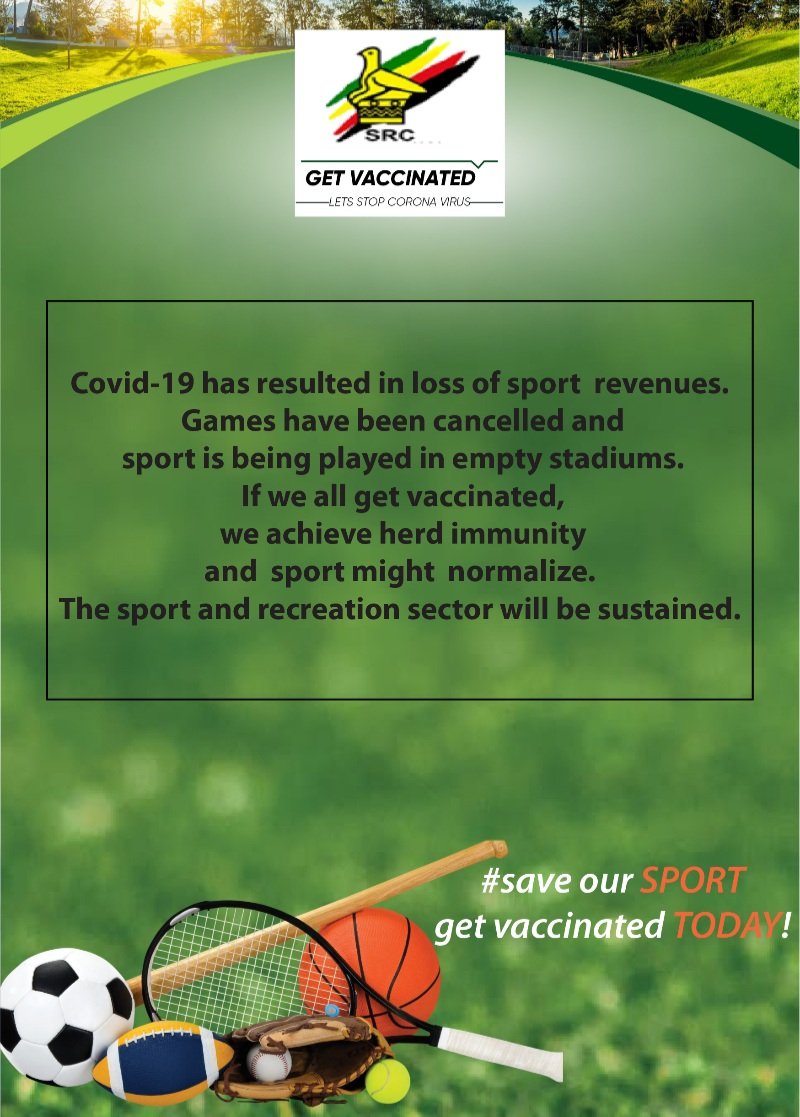 SRC
GET VACCINATED
LETS STOP CORONA VIRUS
Covid-19 has resulted in loss of sport revenues.
Games have been cancelled and
sport is being played in empty stadiums.
If we all get vaccinated,
we achieve herd immunity
and sport might normalize.
The sport and recreation sector will be sustained.
#save our SPORT
get vaccinated TODAY!